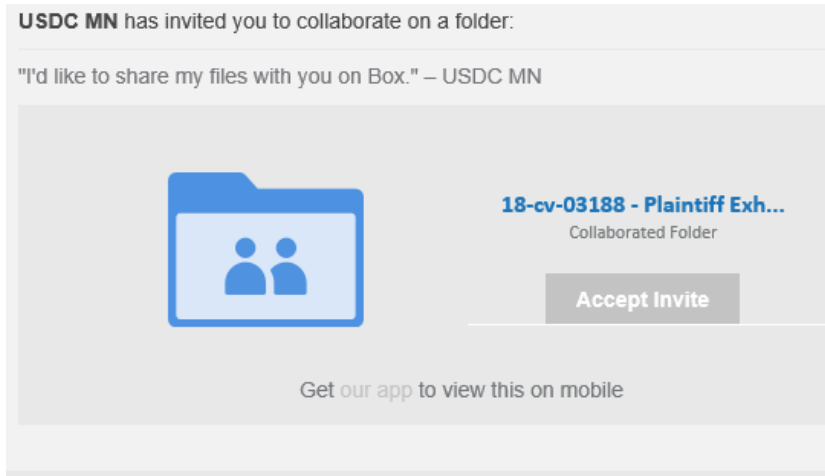 USDC MN has invited you to collaborate on a folder:
"I'd like to share my files with you on Box." – USDC MN
18-cv-03188 - Plaintiff Exh...
Collaborated Folder
Accept Invite
Get our app to view this on mobile